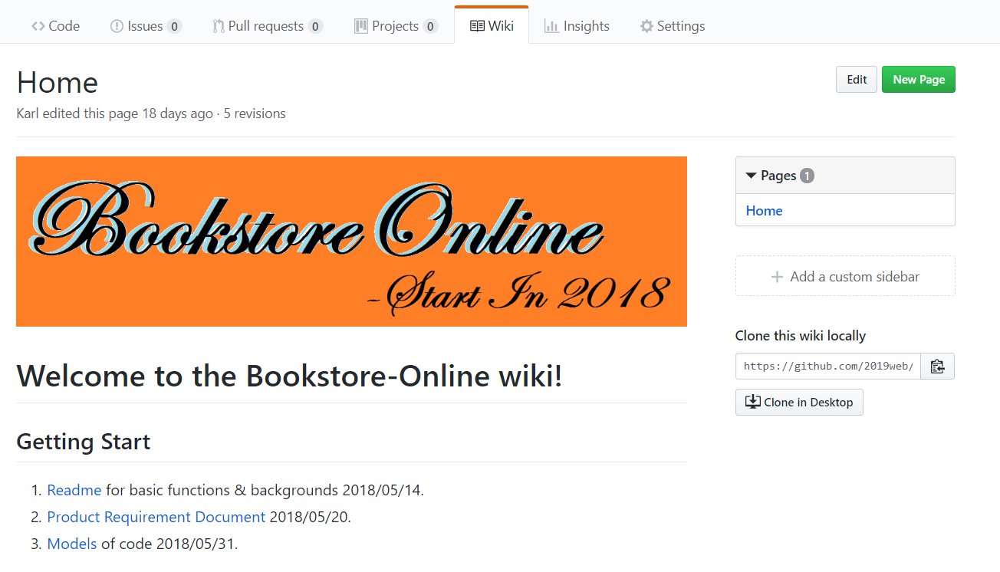 Code Issues 0 Pull requests 0 Projects 0 Wiki Insights Settings
Home
Edit New Page
Karl edited this page 18 days ago · 5 revisions
Bookstore Online
-Start In 2018
Pages 1
Home
+ Add a custom sidebar
Clone this wiki locally
https://github.com/2019web/
Clone in Desktop
Welcome to the Bookstore-Online wiki!
Getting Start
1. Readme for basic functions & backgrounds 2018/05/14.
2. Product Requirement Document 2018/05/20.
3. Models of code 2018/05/31.